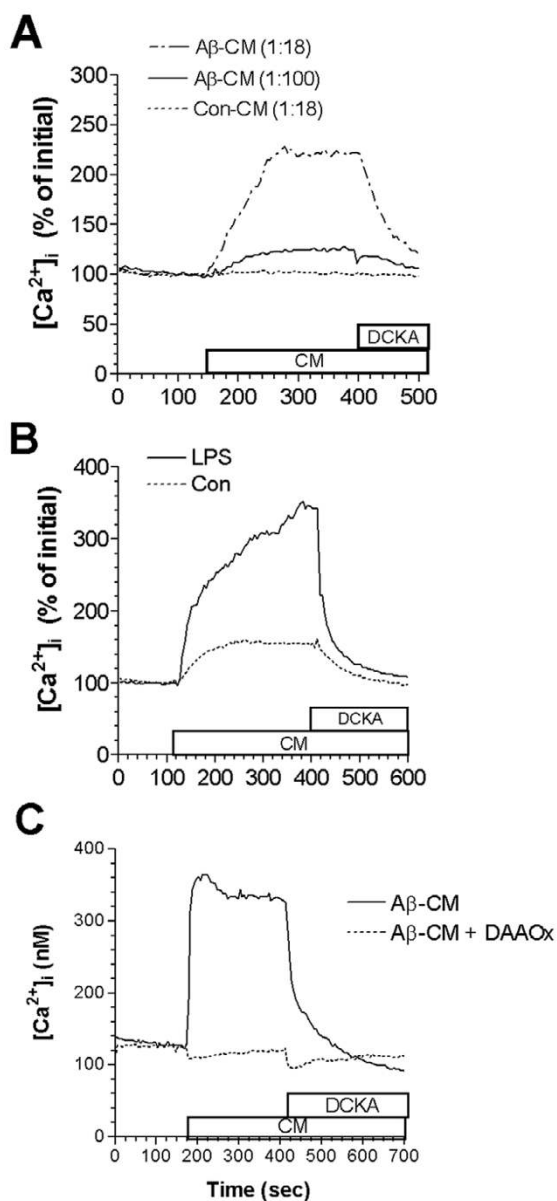 A
Aβ-CM (1:18)
Aβ-CM (1:100)
Con-CM (1:18)
[Ca²⁺]i (% of initial)
300
250
200
150
100
50
0
DCKA
CM
0 100 200 300 400 500
B
LPS
Con
[Ca²⁺]i (% of initial)
400
300
200
100
0
DCKA
CM
0 100 200 300 400 500 600
C
Aβ-CM
Aβ-CM + DAAOx
[Ca²⁺]i (nM)
400
300
200
100
0
DCKA
CM
0 100 200 300 400 500 600 700
Time (sec)